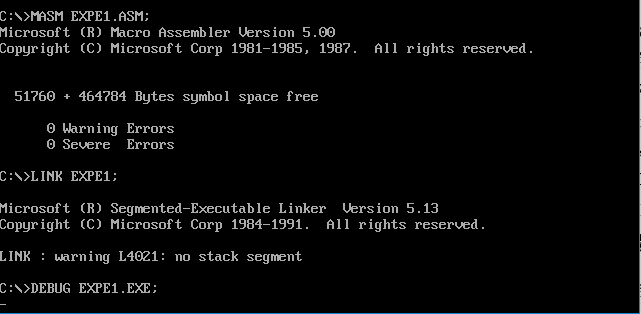 C:\>MASM EXPE1.ASM;
Microsoft (R) Macro Assembler Version 5.00
Copyright (C) Microsoft Corp 1981-1985, 1987.  All rights reserved.
51760 + 464784 Bytes symbol space free
0 Warning Errors
0 Severe  Errors
C:\>LINK EXPE1;
Microsoft (R) Segmented-Executable Linker  Version 5.13
Copyright (C) Microsoft Corp 1984-1991.  All rights reserved.
LINK : warning L4021: no stack segment
C:\>DEBUG EXPE1.EXE;
-